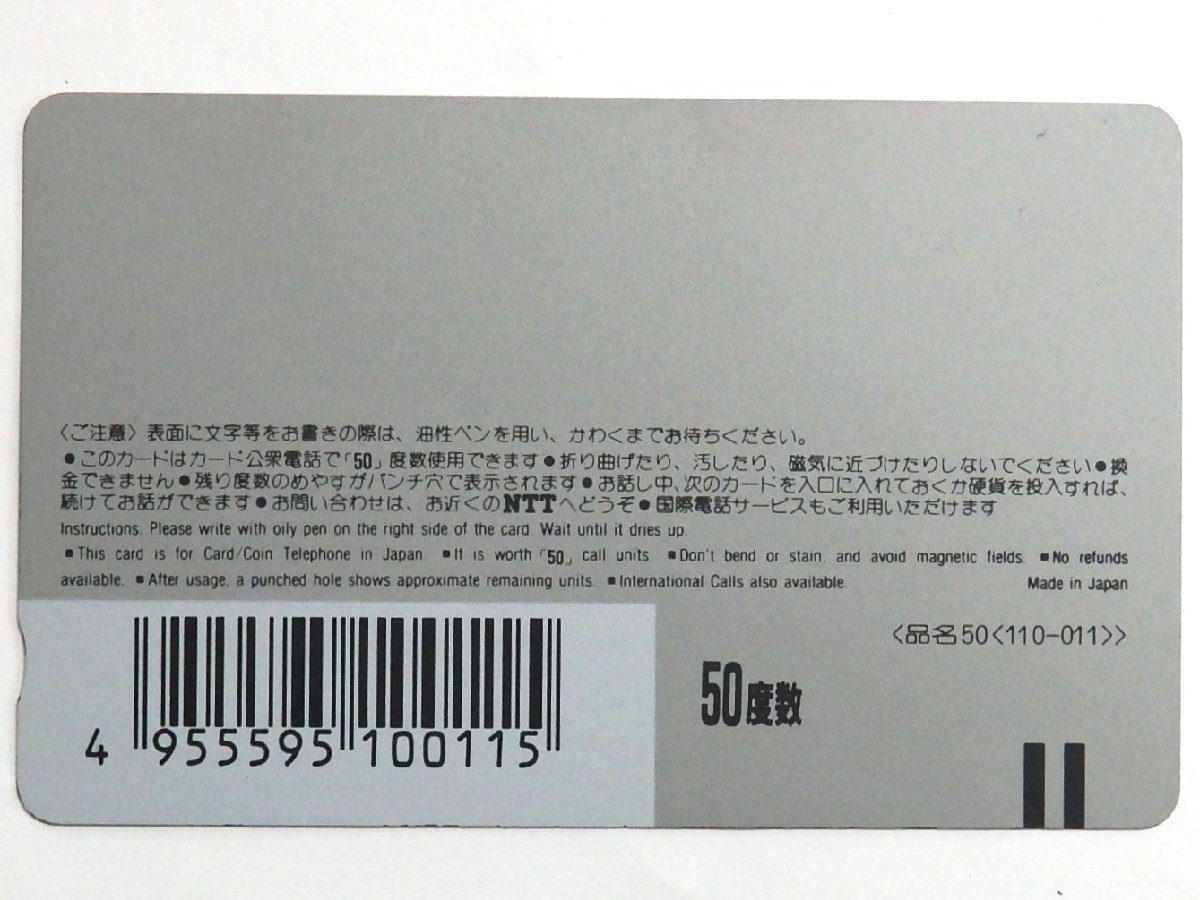 〈ご注意〉表面に文字等をお書きの際は、油性ペンを用い、かわくまでお待ちください。
●このカードはカード公衆電話で「50」度数使用できます●折り曲げたり、汚したり、磁気に近づけたりしないでください●換
金できません●残り度数のめやすがパンチ穴で表示されます●お話し中、次のカードを入口に入れておくか硬貨を投入すれば、
続けてお話ができます●お問い合わせは、お近くのNTTへどうぞ●国際電話サービスもご利用いただけます
Instructions. Please write with oily pen on the right side of the card. Wait until it dries up.
■This card is for Card/Coin Telephone in Japan. ■It is worth「50」call units. ■Don't bend or stain, and avoid magnetic fields. ■No refunds
available. ■After usage, a punched hole shows approximate remaining units. ■International Calls also available. Made in Japan
〈品名50〈110-011〉〉
50度数
4 955595 100115